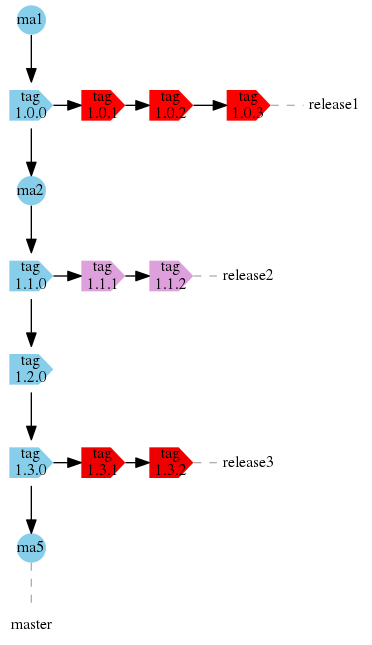 ma1
tag tag tag tag
1.0.0 1.0.1 1.0.2 1.0.3 release1
ma2
tag tag tag
1.1.0 1.1.1 1.1.2 release2
tag
1.2.0
tag tag tag
1.3.0 1.3.1 1.3.2 release3
ma5
master